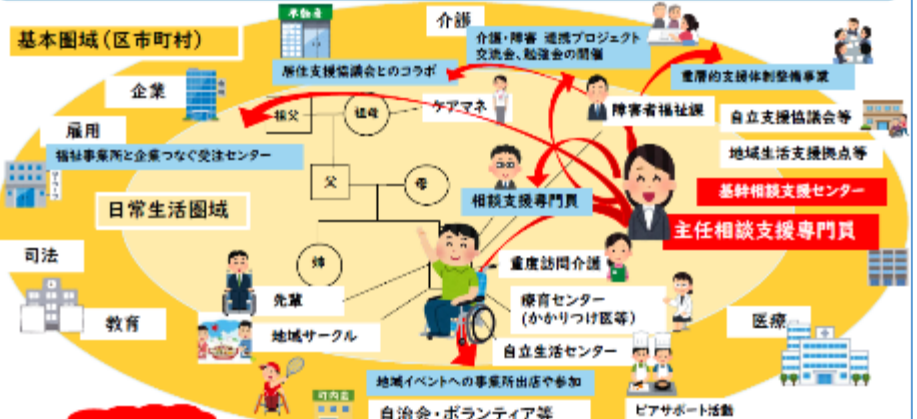 不動産
介護
基本圏域(区市町村)
介護・障害 連携プロジェクト
交流会、勉強会の開催
居住支援協議会とのコラボ
重層的支援体制整備事業
企業
祖父
祖母
ケアマネ
障害者福祉課
自立支援協議会等
雇用
福祉事業所と企業つなぐ受注センター
地域生活支援拠点等
父
母
相談支援専門員
基幹相談支援センター
日常生活圏域
主任相談支援専門員
司法
姉
重度訪問介護
先輩
療育センター
(かかりつけ医等)
教育
地域サークル
医療
自立生活センター
地域イベントへの事業所出店や参加
町内会
自治会・ボランティア等
ピアサポート活動